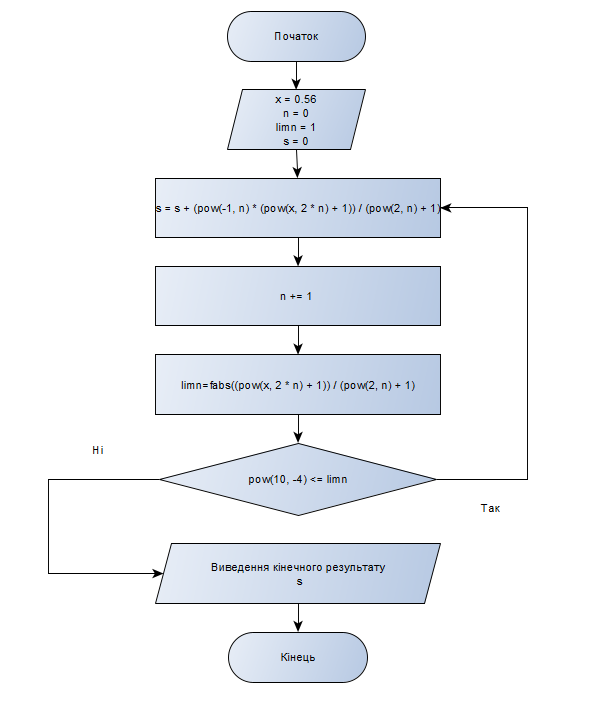 Початок
x = 0.56
n = 0
limn = 1
s = 0
s = s + (pow(-1, n) * (pow(x, 2 * n) + 1)) / (pow(2, n) + 1)
n += 1
limn=fabs((pow(x, 2 * n) + 1)) / (pow(2, n) + 1)
Ні
pow(10, -4) <= limn
Так
Виведення кінечного результату
s
Кінець